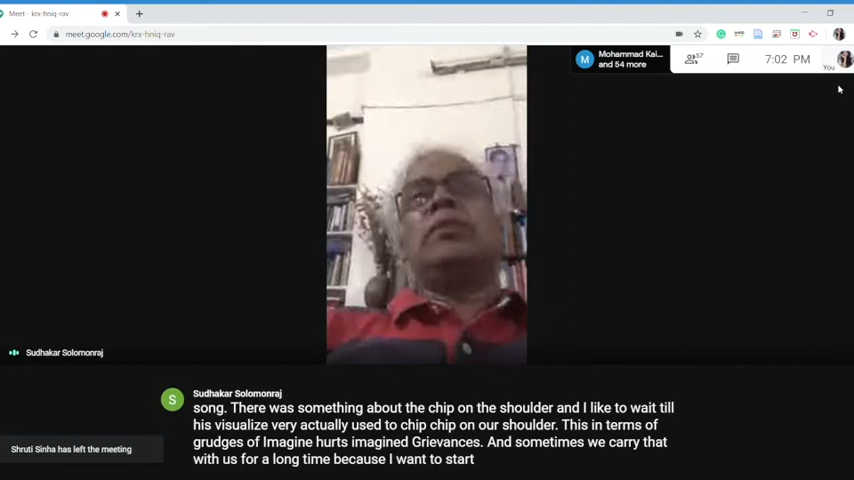 Meet - krx-hniq-rav
meet.google.com/krx-hniq-rav
M
Mohammad Kai...
and 54 more
57
7:02 PM
You
Sudhakar Solomonraj
S
Sudhakar Solomonraj
song. There was something about the chip on the shoulder and I like to wait till
his visualize very actually used to chip chip on our shoulder. This in terms of
grudges of Imagine hurts imagined Grievances. And sometimes we carry that
with us for a long time because I want to start
Shruti Sinha has left the meeting